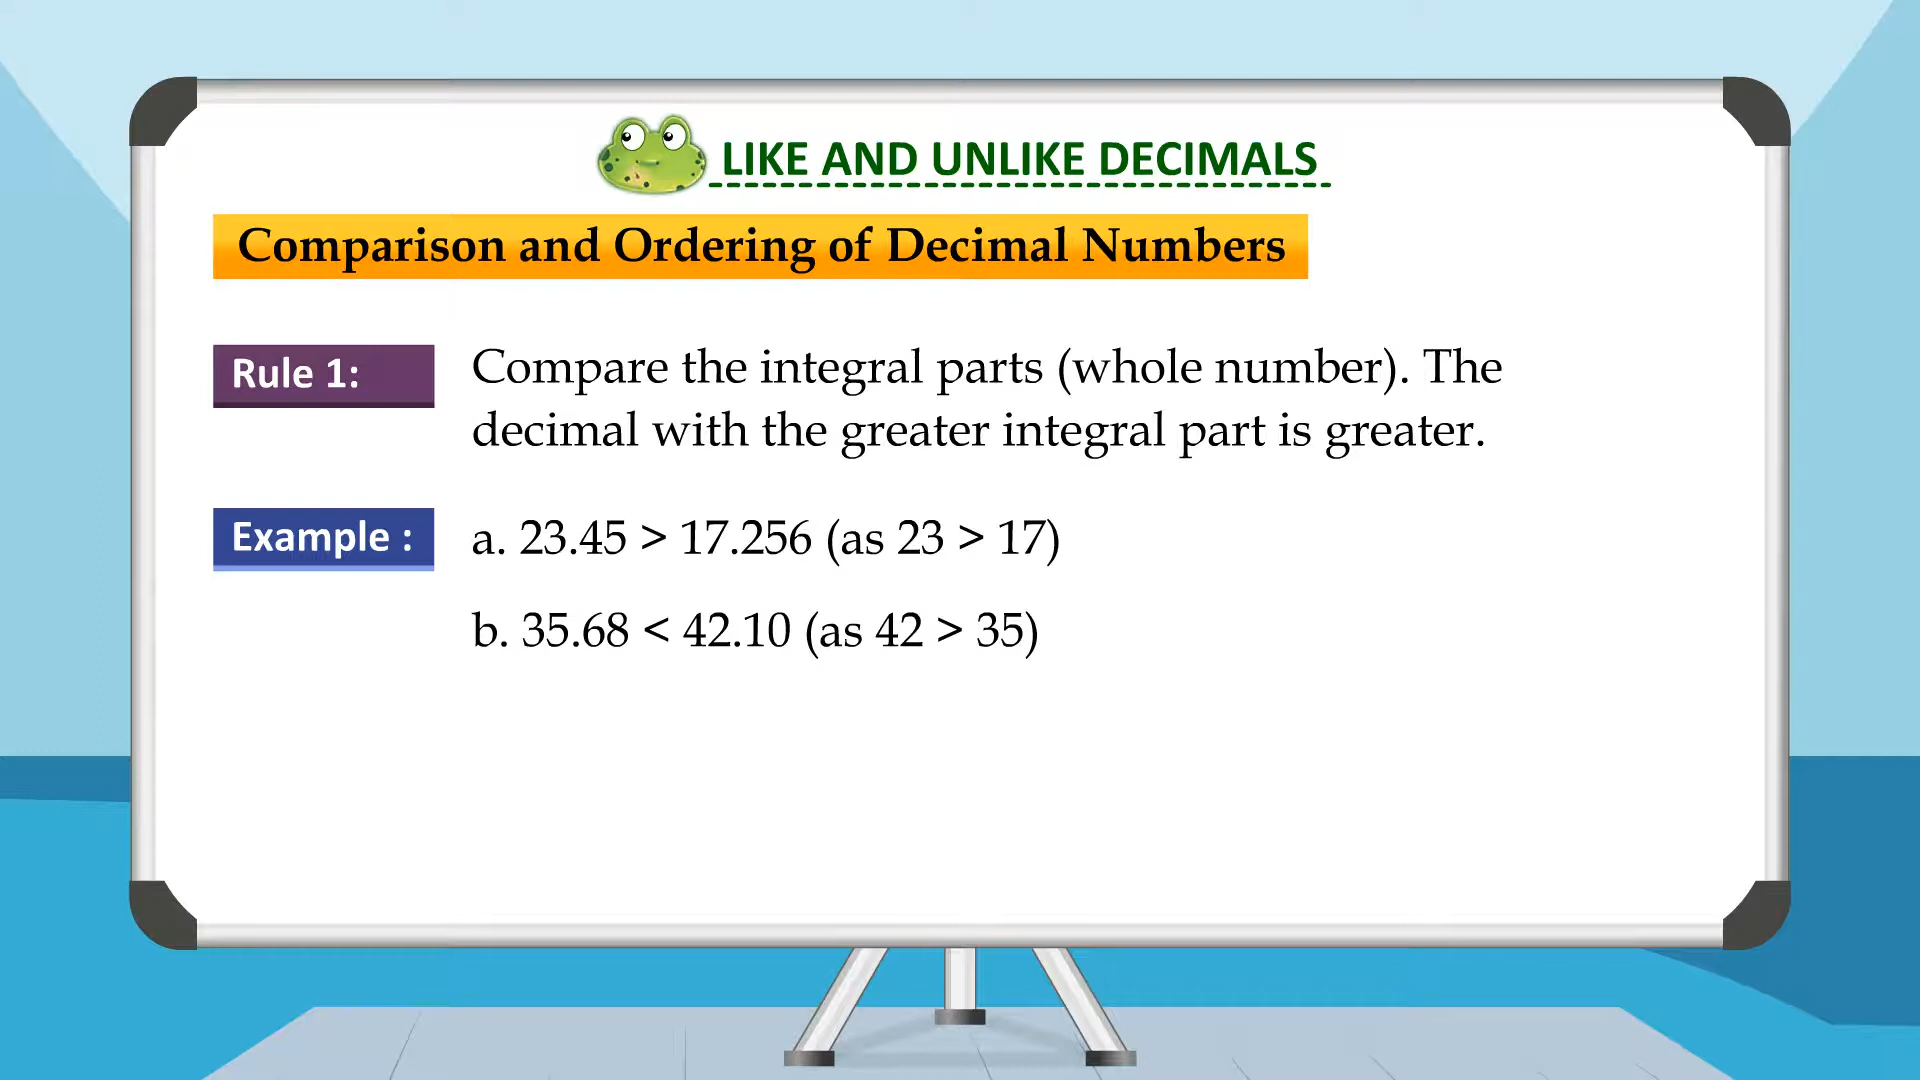 LIKE AND UNLIKE DECIMALS
Comparison and Ordering of Decimal Numbers
Rule 1:
Compare the integral parts (whole number). The
decimal with the greater integral part is greater.
Example :
a. 23.45 > 17.256 (as 23 > 17)
b. 35.68 < 42.10 (as 42 > 35)